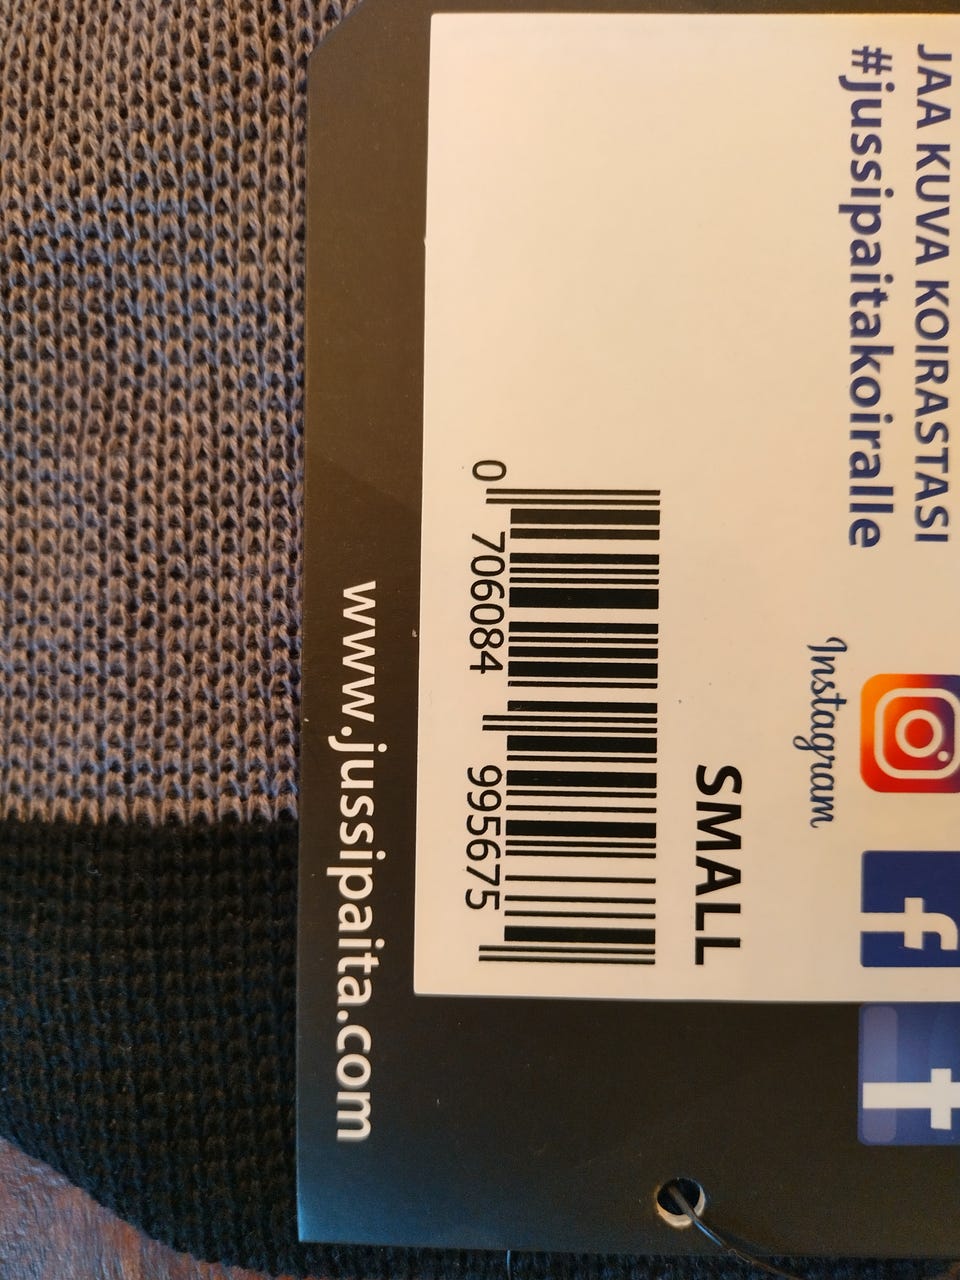 JAA KUVA KOIRASTASI
#jussipaitakoiralle
Instagram
SMALL
0 706084 995675
www.jussipaita.com